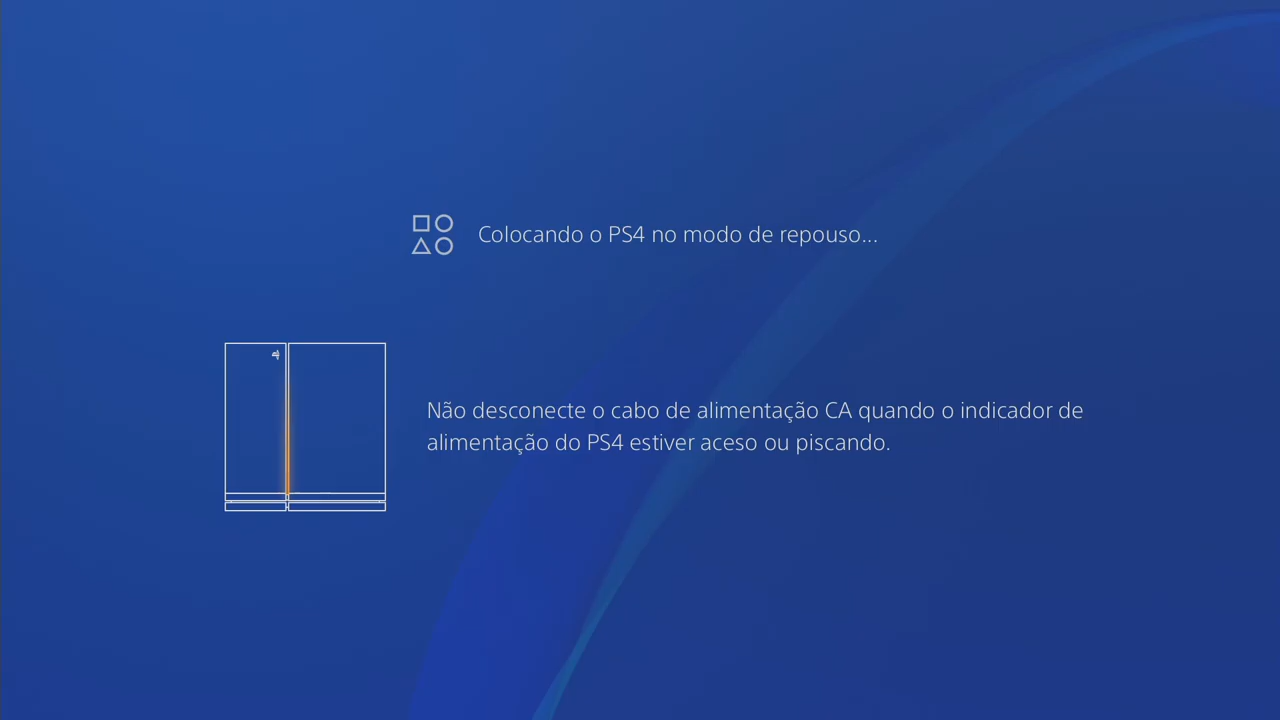 Colocando o PS4 no modo de repouso...
Não desconecte o cabo de alimentação CA quando o indicador de
alimentação do PS4 estiver aceso ou piscando.